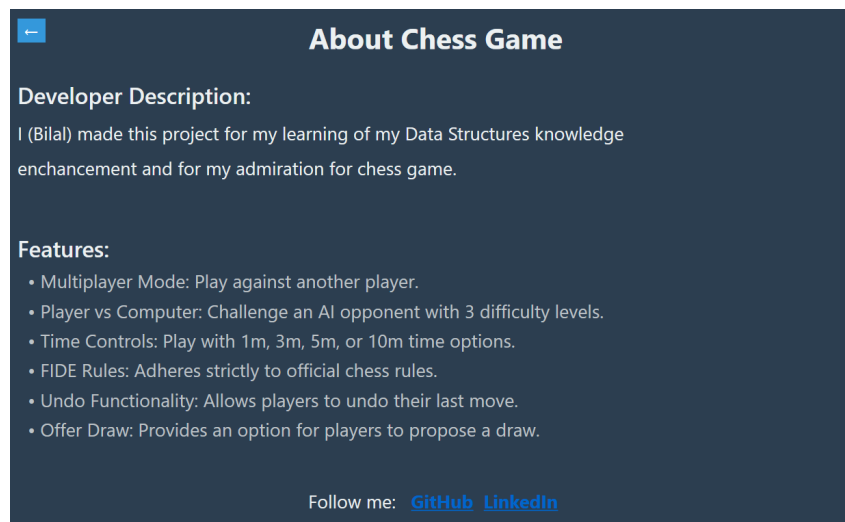 ←
About Chess Game
Developer Description:
I (Bilal) made this project for my learning of my Data Structures knowledge
enchancement and for my admiration for chess game.
Features:
• Multiplayer Mode: Play against another player.
• Player vs Computer: Challenge an AI opponent with 3 difficulty levels.
• Time Controls: Play with 1m, 3m, 5m, or 10m time options.
• FIDE Rules: Adheres strictly to official chess rules.
• Undo Functionality: Allows players to undo their last move.
• Offer Draw: Provides an option for players to propose a draw.
Follow me: GitHub LinkedIn